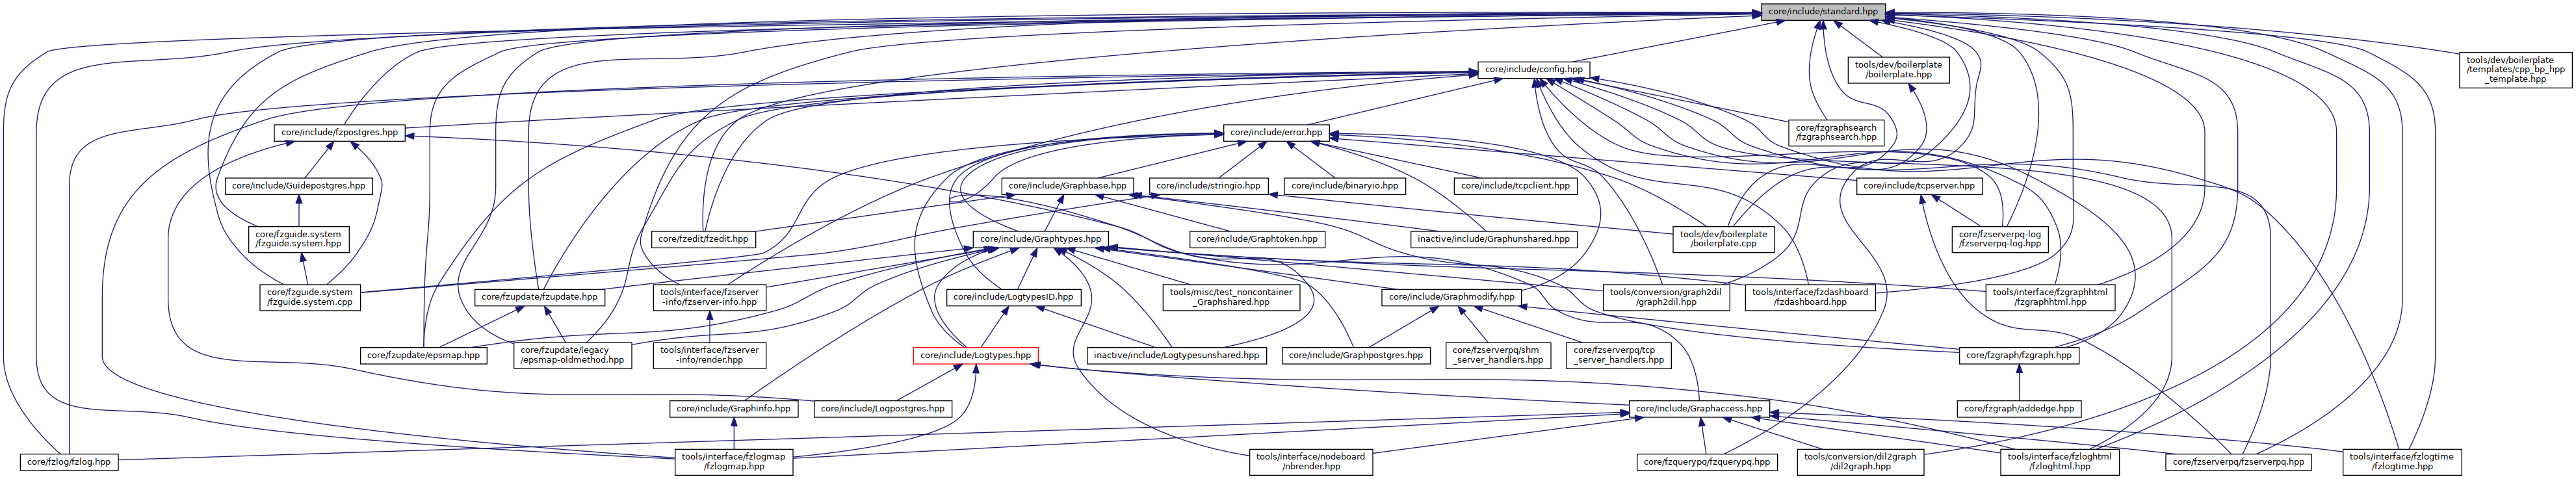 core/include/standard.hpp
tools/dev/boilerplate
/templates/cpp_bp_hpp
_template.hpp
core/include/config.hpp
tools/dev/boilerplate
/boilerplate.hpp
core/include/fzpostgres.hpp
core/include/error.hpp
core/fzgraphsearch
/fzgraphsearch.hpp
core/include/Guidepostgres.hpp
core/include/Graphbase.hpp
core/include/stringio.hpp
core/include/binaryio.hpp
core/include/tcpclient.hpp
core/include/tcpserver.hpp
core/fzguide.system
/fzguide.system.hpp
core/fzedit/fzedit.hpp
core/include/Graphtypes.hpp
core/include/Graphtoken.hpp
inactive/include/Graphunshared.hpp
tools/dev/boilerplate
/boilerplate.cpp
core/fzserverpq-log
/fzserverpq-log.hpp
core/fzguide.system
/fzguide.system.cpp
core/fzupdate/fzupdate.hpp
tools/interface/fzserver
-info/fzserver-info.hpp
core/include/LogtypesID.hpp
tools/misc/test_noncontainer
_Graphshared.hpp
core/include/Graphmodify.hpp
tools/conversion/graph2dil
/graph2dil.hpp
tools/interface/fzdashboard
/fzdashboard.hpp
tools/interface/fzgraphhtml
/fzgraphhtml.hpp
core/fzupdate/epsmap.hpp
core/fzupdate/legacy
/epsmap-oldmethod.hpp
tools/interface/fzserver
-info/render.hpp
core/include/Logtypes.hpp
inactive/include/Logtypesunshared.hpp
core/include/Graphpostgres.hpp
core/fzserverpq/shm
_server_handlers.hpp
core/fzserverpq/tcp
_server_handlers.hpp
core/fzgraph/fzgraph.hpp
core/include/Graphinfo.hpp
core/include/Logpostgres.hpp
core/include/Graphaccess.hpp
core/fzgraph/addedge.hpp
core/fzlog/fzlog.hpp
tools/interface/fzlogmap
/fzlogmap.hpp
tools/interface/nodeboard
/nbrender.hpp
core/fzquerypq/fzquerypq.hpp
tools/conversion/dil2graph
/dil2graph.hpp
tools/interface/fzloghtml
/fzloghtml.hpp
core/fzserverpq/fzserverpq.hpp
tools/interface/fzlogtime
/fzlogtime.hpp